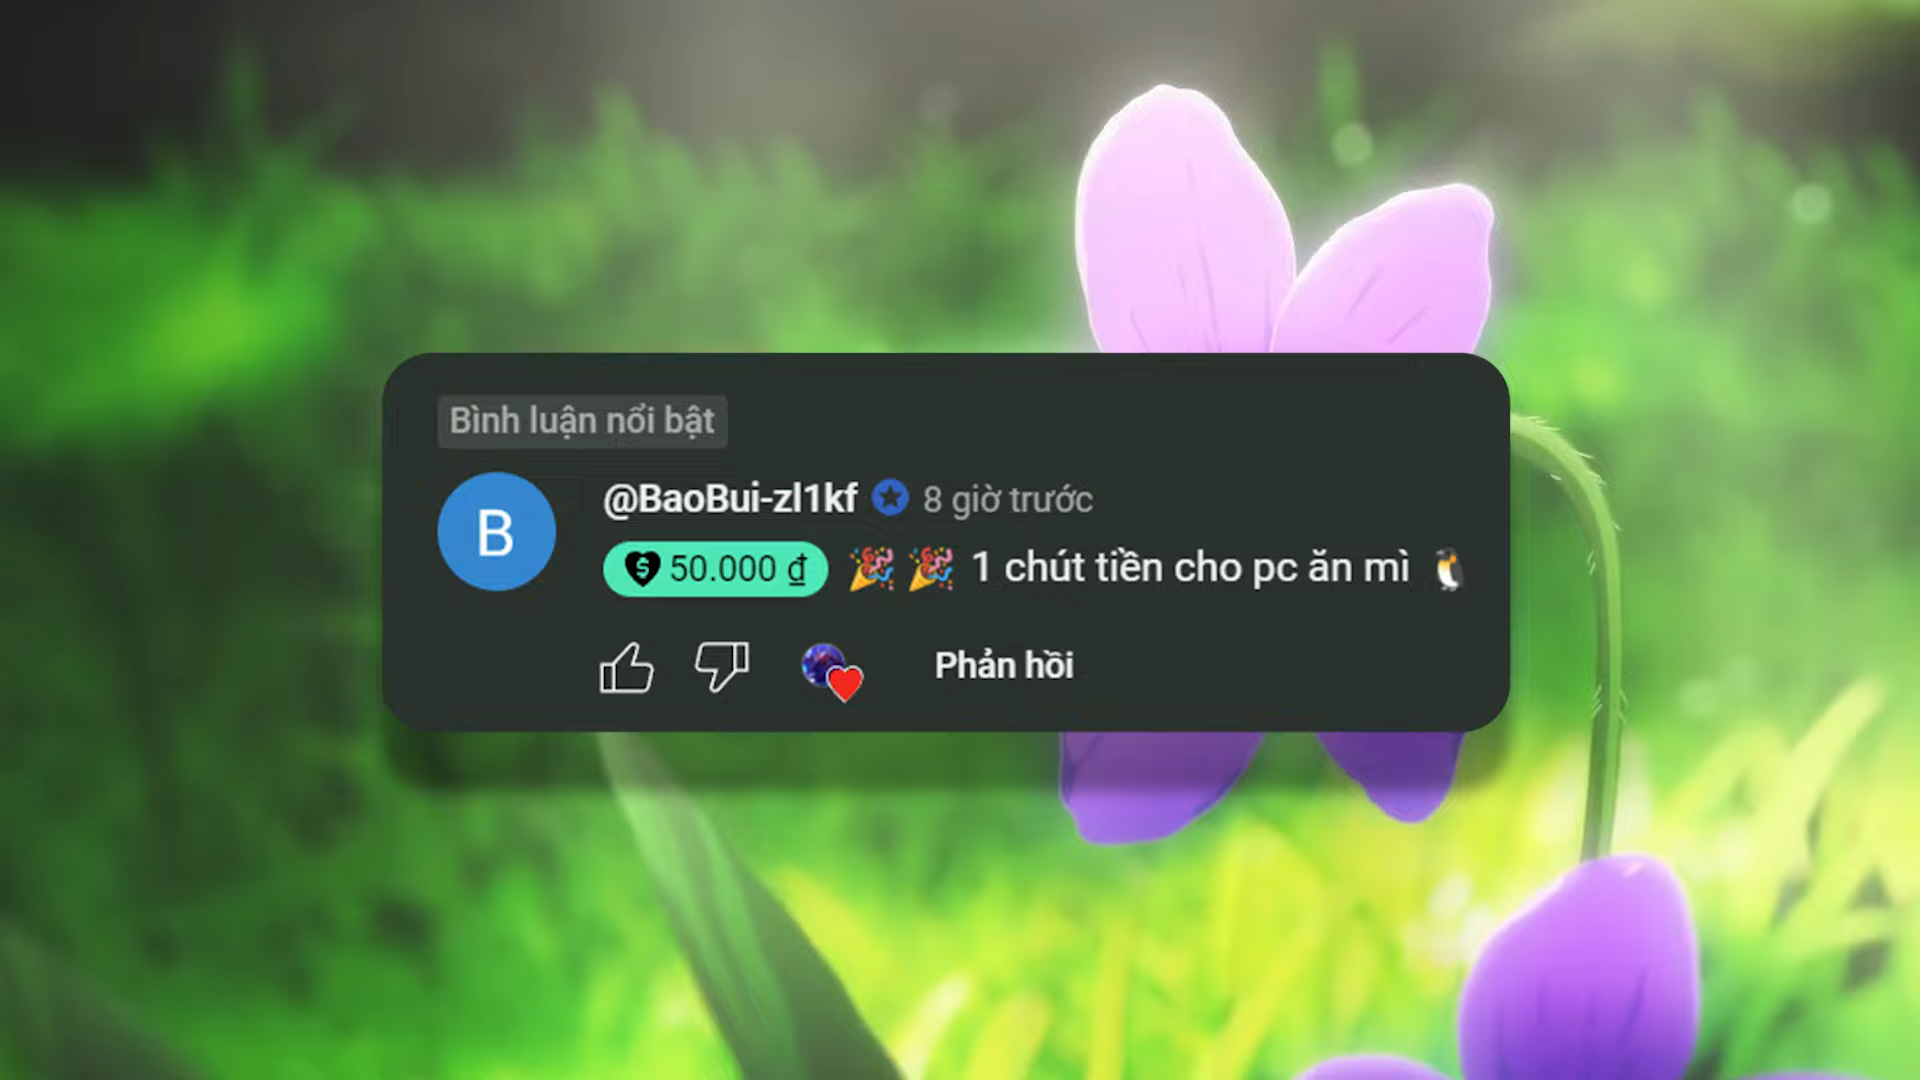 Bình luận nổi bật
B
@BaoBui-zl1kf 8 giờ trước
50.000 ₫ 🎉 🎉 1 chút tiền cho pc ăn mì 🐧
Phản hồi